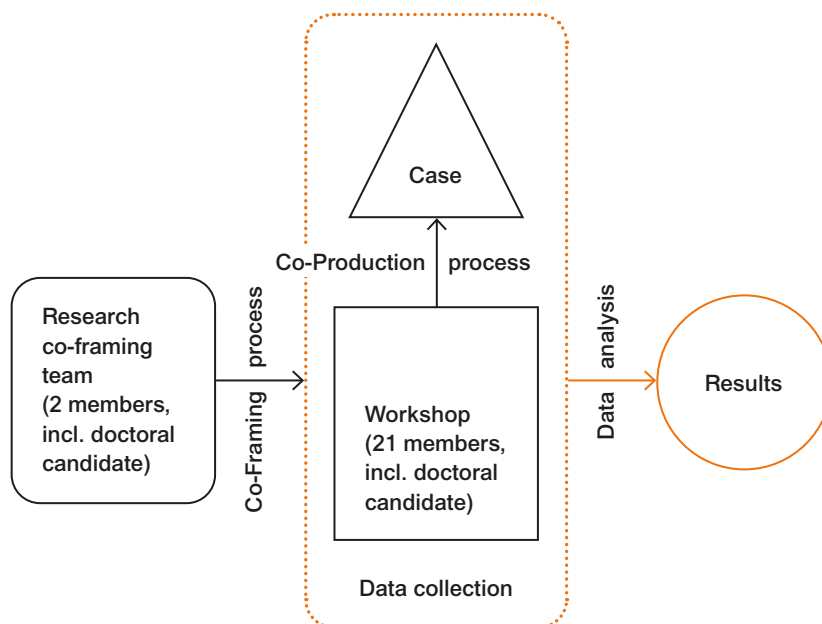 Research
co-framing
team
(2 members,
incl. doctoral
candidate)
Co-Framing process
Case
Co-Production process
Workshop
(21 members,
incl. doctoral
candidate)
Data collection
Data analysis
Results